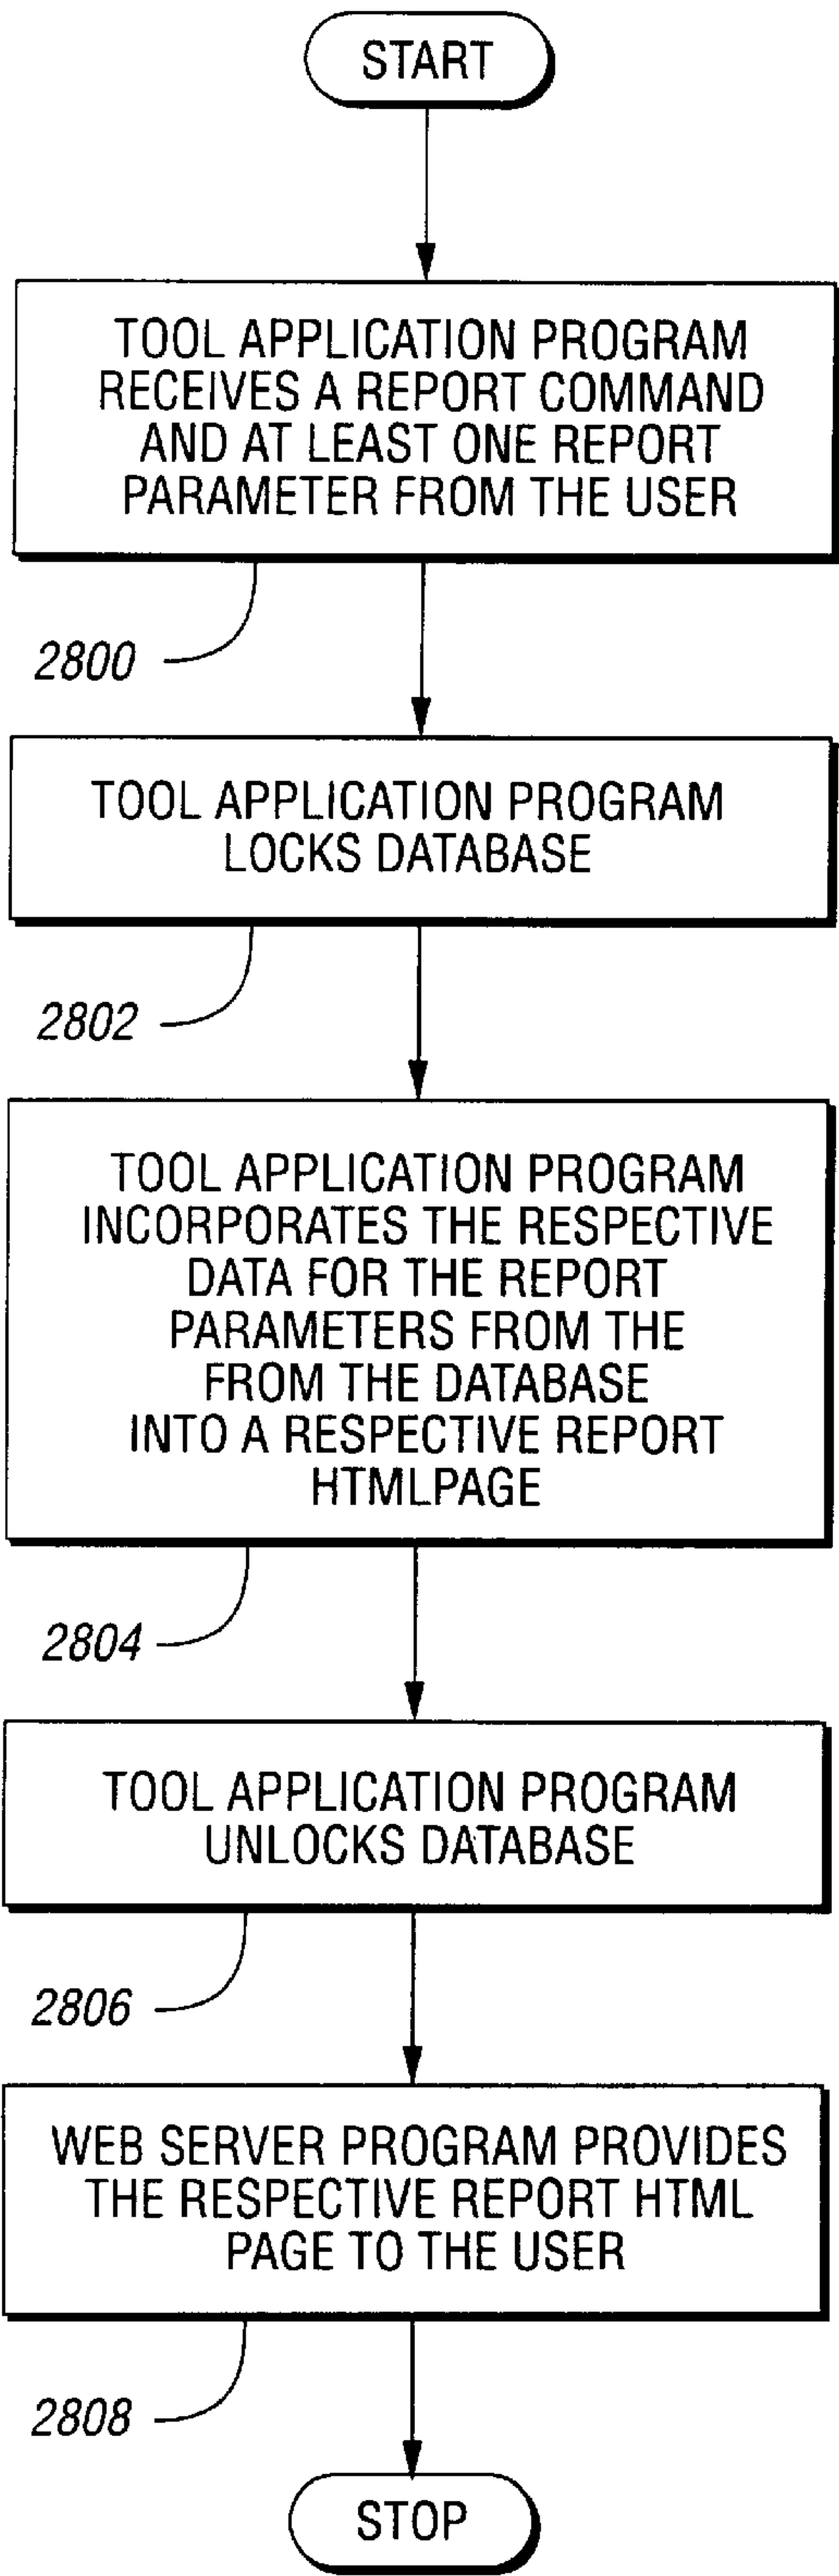 START
TOOL APPLICATION PROGRAM
RECEIVES A REPORT COMMAND
AND AT LEAST ONE REPORT
PARAMETER FROM THE USER
2800
TOOL APPLICATION PROGRAM
LOCKS DATABASE
2802
TOOL APPLICATION PROGRAM
INCORPORATES THE RESPECTIVE
DATA FOR THE REPORT
PARAMETERS FROM THE
FROM THE DATABASE
INTO A RESPECTIVE REPORT
HTMLPAGE
2804
TOOL APPLICATION PROGRAM
UNLOCKS DATABASE
2806
WEB SERVER PROGRAM PROVIDES
THE RESPECTIVE REPORT HTML
PAGE TO THE USER
2808
STOP